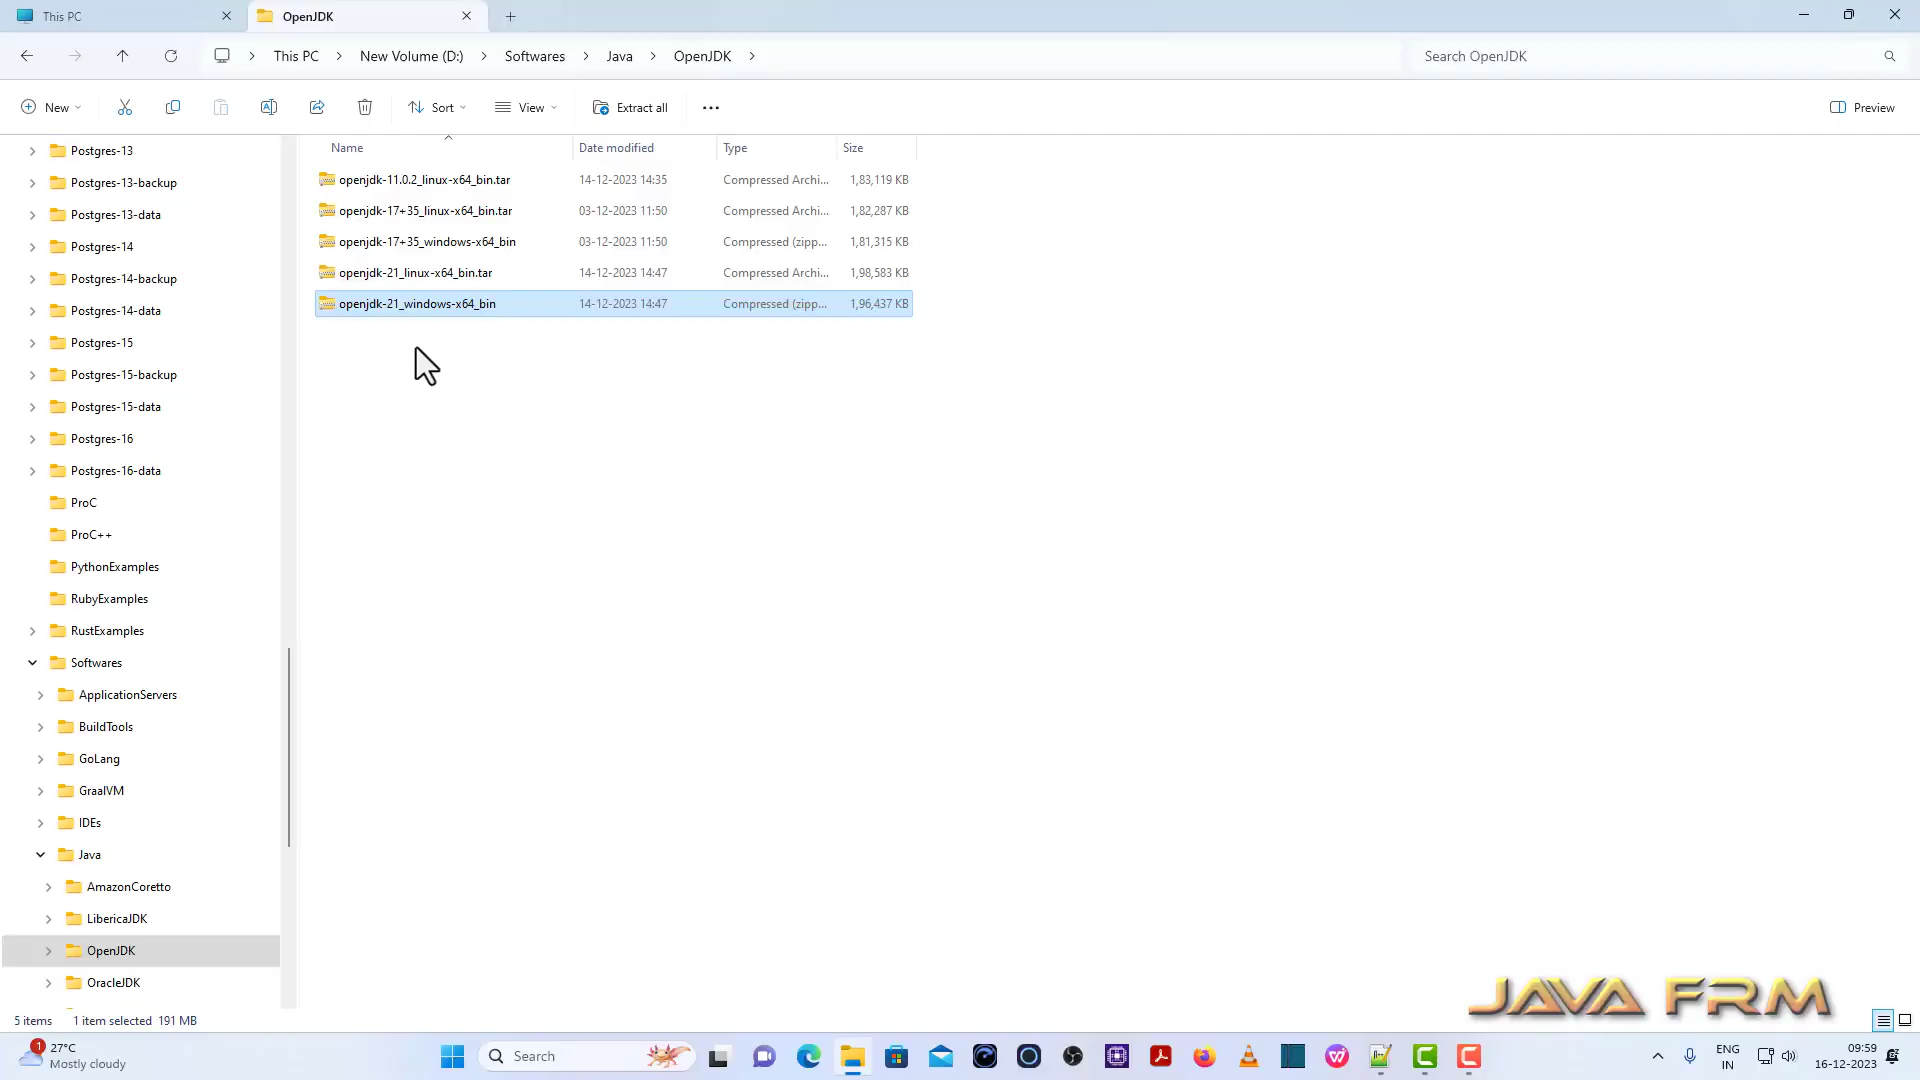 This PC
OpenJDK
This PC
New Volume (D:)
Softwares
Java
OpenJDK
Search OpenJDK
New
Sort
View
Extract all
Preview
Name
Date modified
Type
Size
openjdk-11.0.2_linux-x64_bin.tar 14-12-2023 14:35 Compressed Archi... 1,83,119 KB
openjdk-17+35_linux-x64_bin.tar 03-12-2023 11:50 Compressed Archi... 1,82,287 KB
openjdk-17+35_windows-x64_bin 03-12-2023 11:50 Compressed (zipp... 1,81,315 KB
openjdk-21_linux-x64_bin.tar 14-12-2023 14:47 Compressed Archi... 1,98,583 KB
openjdk-21_windows-x64_bin 14-12-2023 14:47 Compressed (zipp... 1,96,437 KB
Postgres-13
Postgres-13-backup
Postgres-13-data
Postgres-14
Postgres-14-backup
Postgres-14-data
Postgres-15
Postgres-15-backup
Postgres-15-data
Postgres-16
Postgres-16-data
ProC
ProC++
PythonExamples
RubyExamples
RustExamples
Softwares
ApplicationServers
BuildTools
GoLang
GraalVM
IDEs
Java
AmazonCoretto
LibericaJDK
OpenJDK
OracleJDK
JAVA FRM
5 items 1 item selected 191 MB
1
27°C
Mostly cloudy
Search
ENG
IN
09:59
16-12-2023